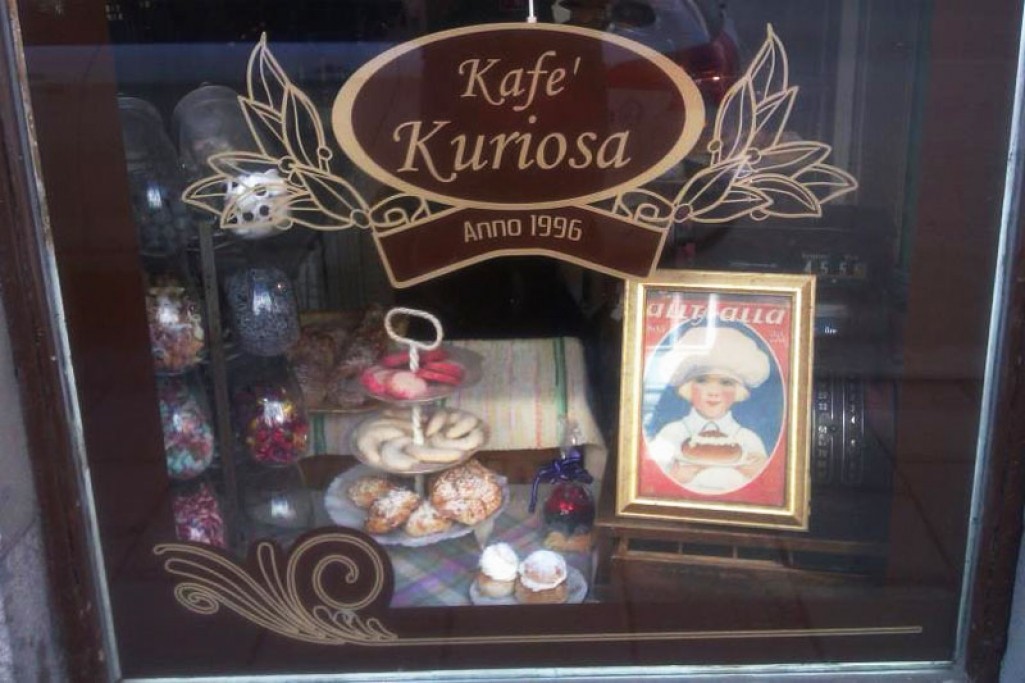 Kafe'
Kuriosa
Anno 1996